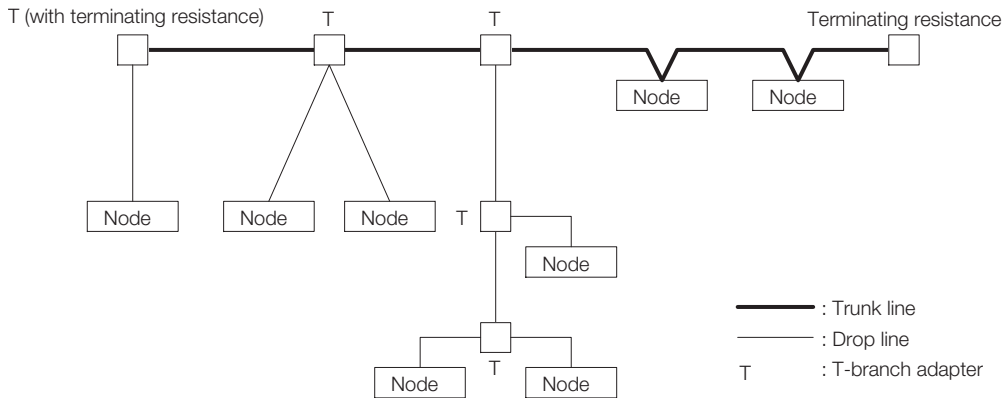 T (with terminating resistance)
T
T
Terminating resistance
Node
Node
Node
Node
Node
T
Node
T
Node
Node
: Trunk line
: Drop line
T : T-branch adapter